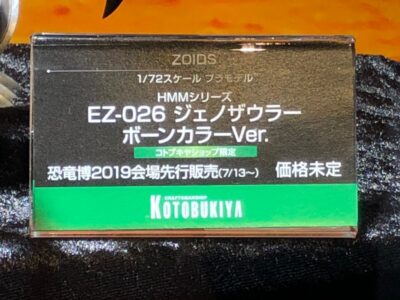 ZOIDS
1/72スケール プラモデル
HMMシリーズ
EZ-026 ジェノザウラー
ボーンカラーVer.
コトブキヤショップ限定
恐竜博2019会場先行販売(7/13~) 価格未定
CRAFTSMANSHIP
KOTOBUKIYA